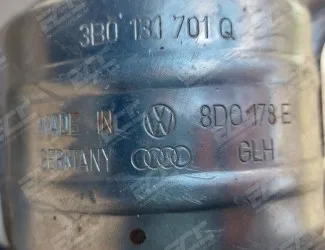 3B0 131 701 Q
MADE IN
GERMANY
8D0 178 E
GLH